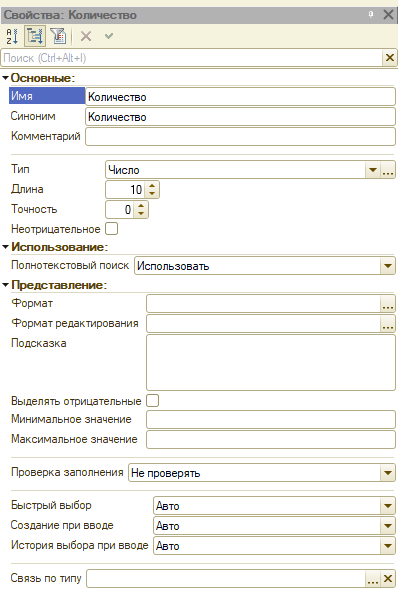 Свойства: Количество
Поиск (Ctrl+Alt+I)
Основные:
Имя Количество
Синоним Количество
Комментарий
Тип Число
Длина 10
Точность 0
Неотрицательное
Использование:
Полнотекстовый поиск Использовать
Представление:
Формат
Формат редактирования
Подсказка
Выделять отрицательные
Минимальное значение
Максимальное значение
Проверка заполнения Не проверять
Быстрый выбор Авто
Создание при вводе Авто
История выбора при вводе Авто
Связь по типу